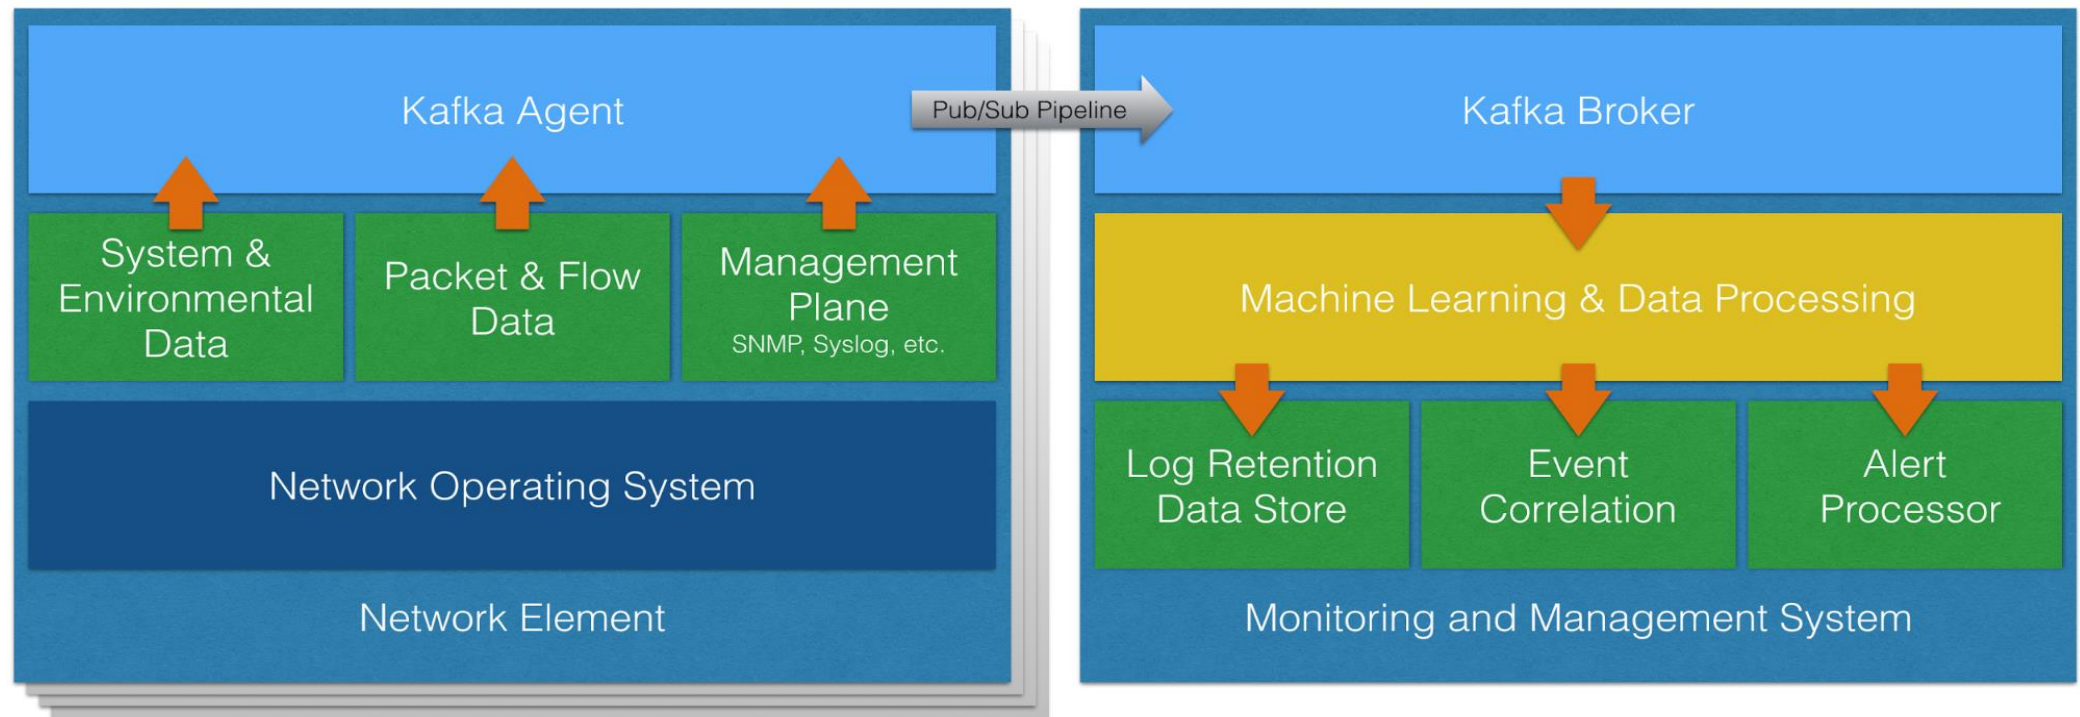 Kafka Agent
Pub/Sub Pipeline
Kafka Broker
System &
Environmental
Data
Packet & Flow
Data
Management
Plane
SNMP, Syslog, etc.
Machine Learning & Data Processing
Network Operating System
Log Retention
Data Store
Event
Correlation
Alert
Processor
Network Element
Monitoring and Management System